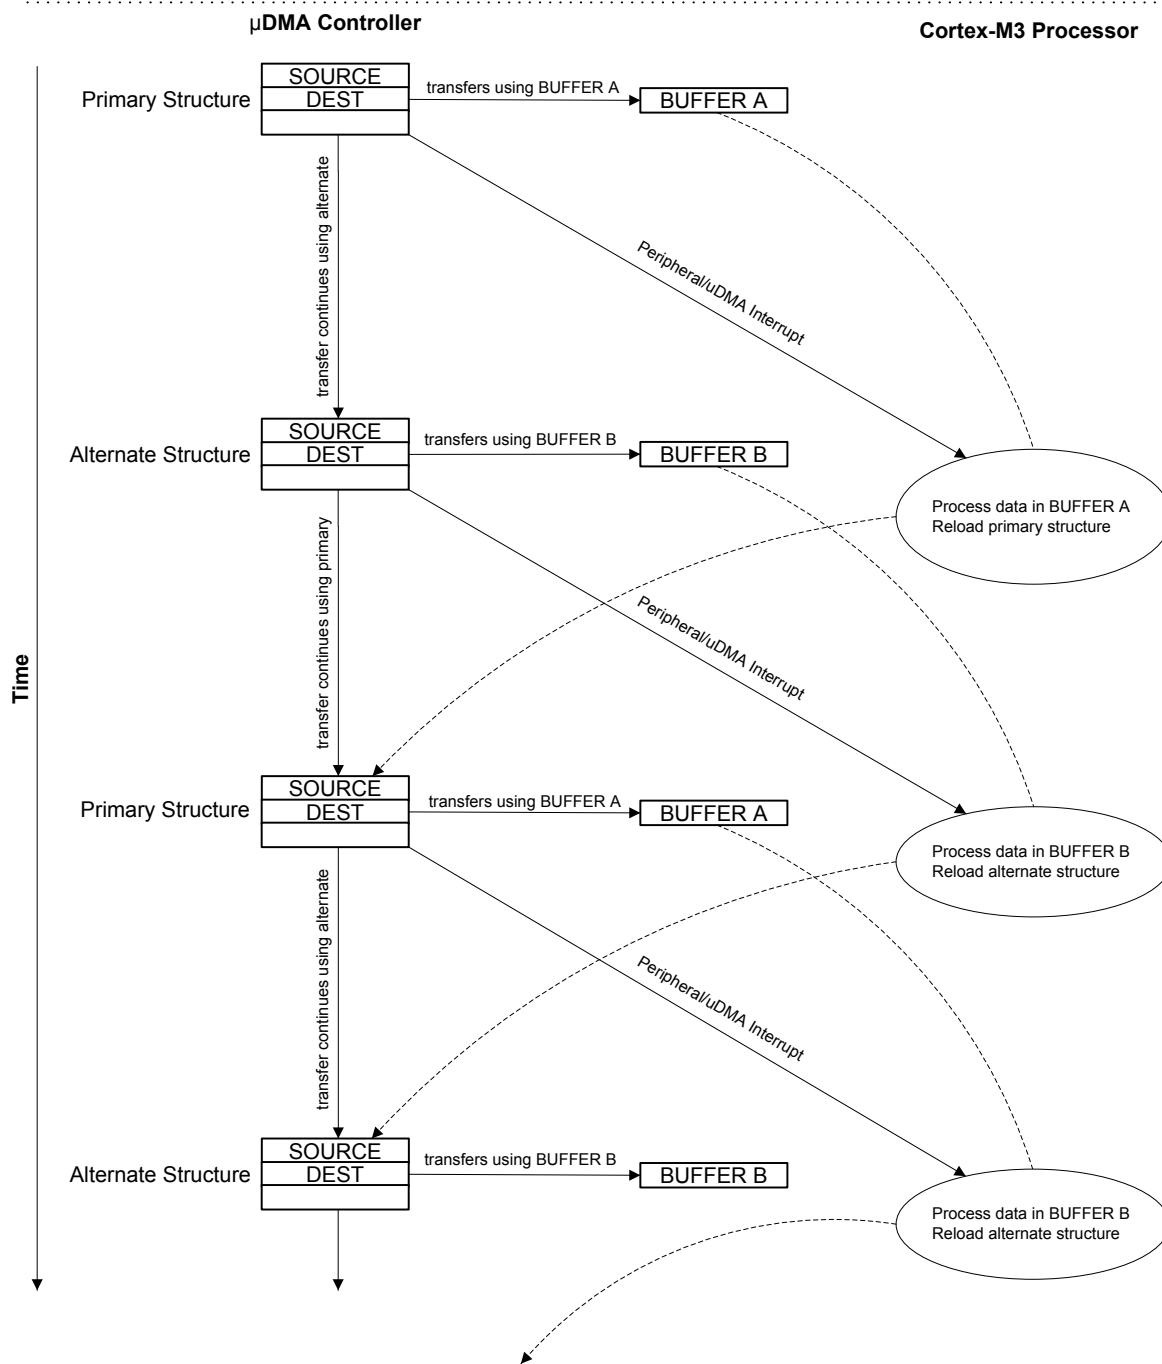 µDMA Controller
Cortex-M3 Processor
SOURCE
Primary Structure
DEST
transfers using BUFFER A
BUFFER A
transfer continues using alternate
Peripheral/uDMA Interrupt
SOURCE
Alternate Structure
DEST
transfers using BUFFER B
BUFFER B
Process data in BUFFER A
Reload primary structure
transfer continues using primary
Peripheral/uDMA Interrupt
Time
SOURCE
Primary Structure
DEST
transfers using BUFFER A
BUFFER A
Process data in BUFFER B
Reload alternate structure
transfer continues using alternate
Peripheral/uDMA Interrupt
SOURCE
Alternate Structure
DEST
transfers using BUFFER B
BUFFER B
Process data in BUFFER B
Reload alternate structure